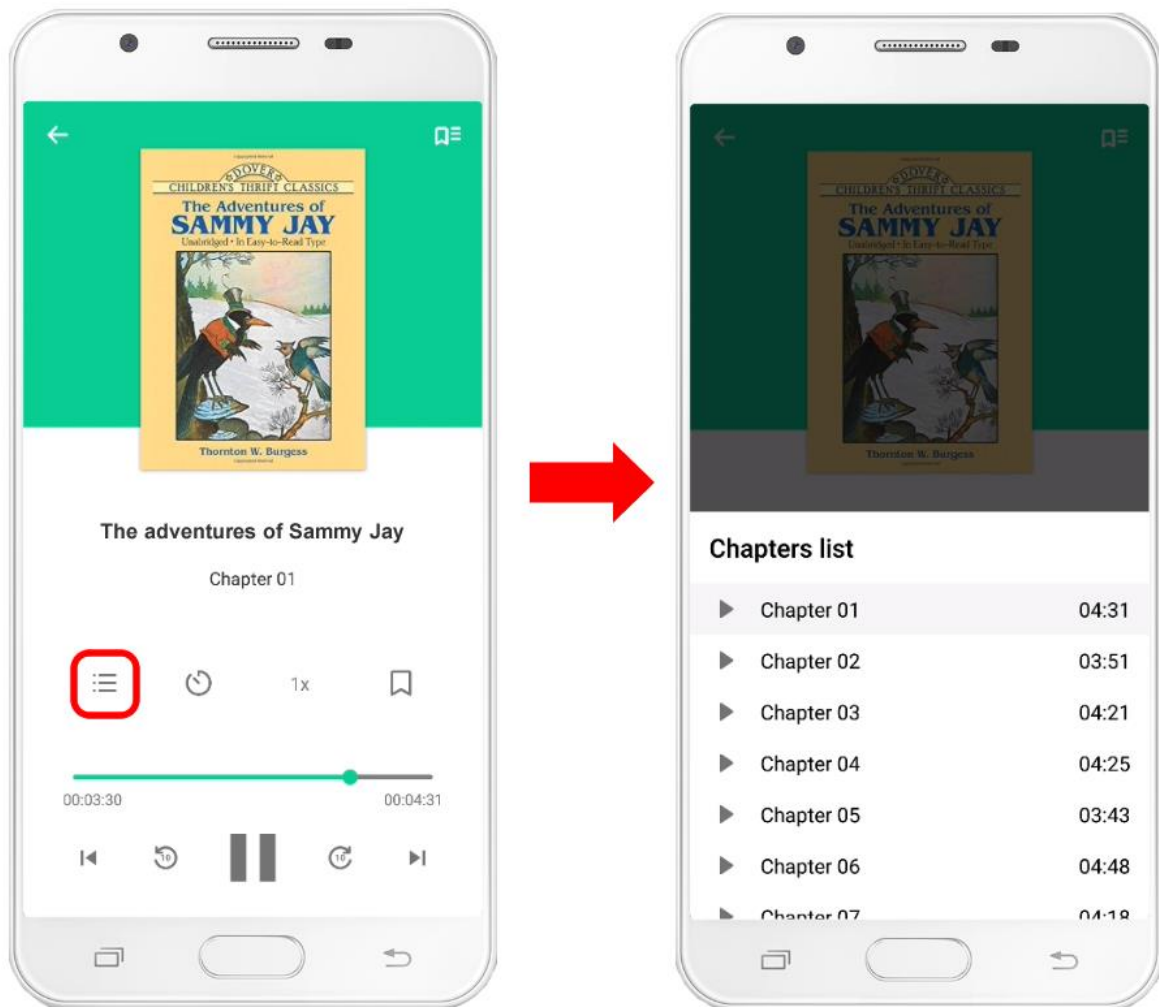 DOVER
CHILDREN'S THRIFT CLASSICS
The Adventures of
SAMMY JAY
Unabridged • In Easy-to-Read Type
Thornton W. Burgess
The adventures of Sammy Jay
Chapter 01
1x
00:03:30
00:04:31
10
10
DOVER
CHILDREN'S THRIFT CLASSICS
The Adventures of
SAMMY JAY
Unabridged • In Easy-to-Read Type
Thornton W. Burgess
Chapters list
Chapter 01 04:31
Chapter 02 03:51
Chapter 03 04:21
Chapter 04 04:25
Chapter 05 03:43
Chapter 06 04:48
Chapter 07 04:18